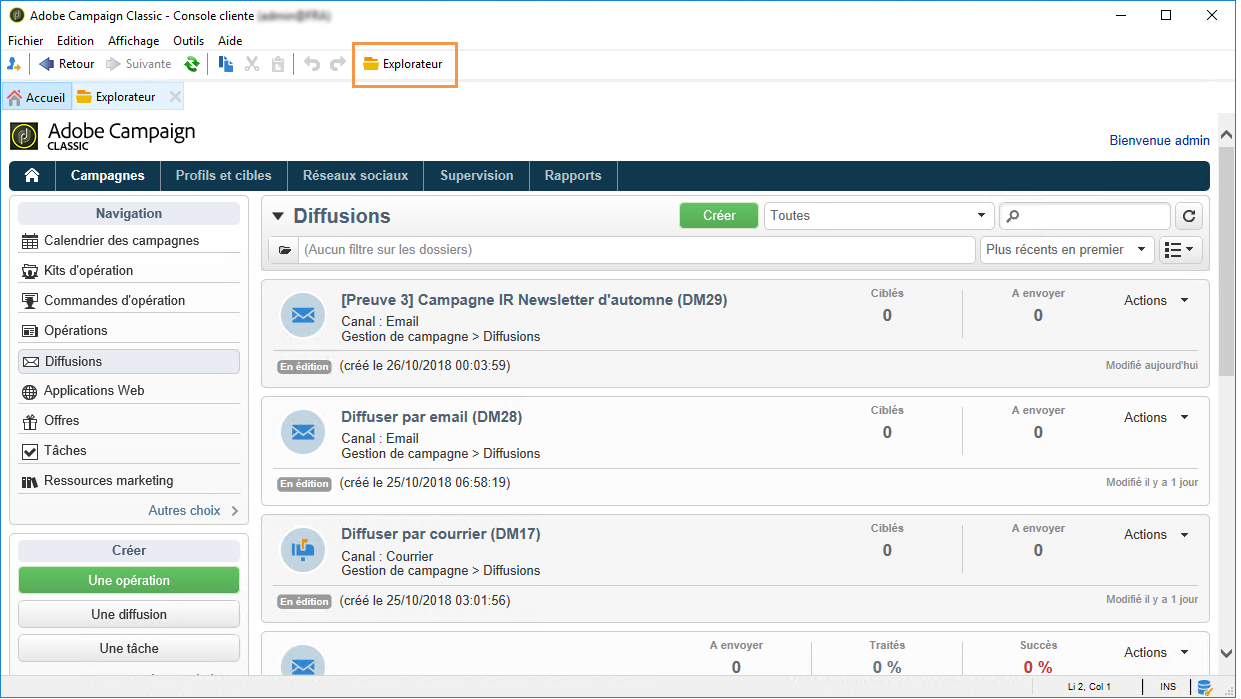 Adobe Campaign Classic - Console cliente
Fichier Edition Affichage Outils Aide
Retour Suivante Explorateur
Accueil Explorateur
Adobe Campaign
CLASSIC
Bienvenue admin
Campagnes Profils et cibles Réseaux sociaux Supervision Rapports
Navigation
Calendrier des campagnes
Kits d'opération
Commandes d'opération
Opérations
Diffusions
Applications Web
Offres
Tâches
Ressources marketing
Autres choix
Créer
Une opération
Une diffusion
Une tâche
Diffusions Créer Toutes
(Aucun filtre sur les dossiers) Plus récents en premier
[Preuve 3] Campagne IR Newsletter d'automne (DM29)
Canal : Email
Gestion de campagne > Diffusions
Ciblés
0
A envoyer
0
Actions
En édition (créé le 26/10/2018 00:03:59) Modifié aujourd'hui
Diffuser par email (DM28)
Canal : Email
Gestion de campagne > Diffusions
Ciblés
0
A envoyer
0
Actions
En édition (créé le 25/10/2018 06:58:19) Modifié il y a 1 jour
Diffuser par courrier (DM17)
Canal : Courrier
Gestion de campagne > Diffusions
Ciblés
0
A envoyer
0
Actions
En édition (créé le 25/10/2018 03:01:56) Modifié il y a 1 jour
A envoyer
0
Traités
0 %
Succès
0 %
Actions
Li 2, Col 1 INS